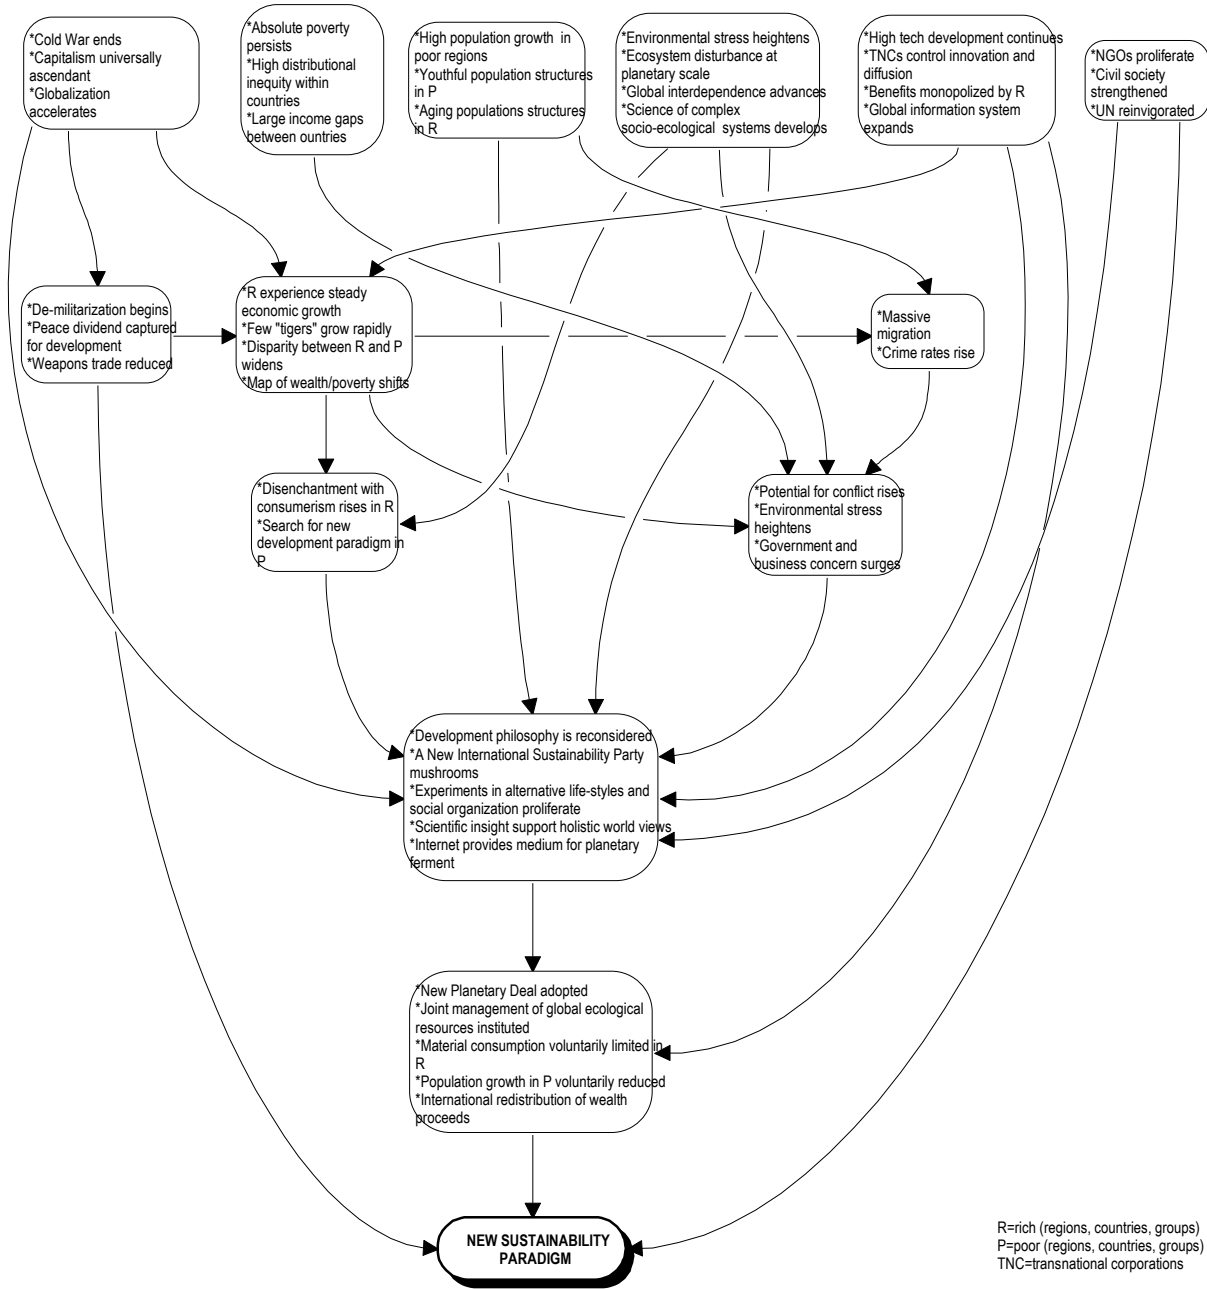 *Cold War ends
*Capitalism universally
ascendant
*Globalization
accelerates
*Absolute poverty
persists
*High distributional
inequity within
countries
*Large income gaps
between ountries
*High population growth in
poor regions
*Youthful population structures
in P
*Aging populations structures
in R
*Environmental stress heightens
*Ecosystem disturbance at
planetary scale
*Global interdependence advances
*Science of complex
socio-ecological systems develops
*High tech development continues
*TNCs control innovation and
diffusion
*Benefits monopolized by R
*Global information system
expands
*NGOs proliferate
*Civil society
strengthened
*UN reinvigorated
*De-militarization begins
*Peace dividend captured
for development
*Weapons trade reduced
*R experience steady
economic growth
*Few "tigers" grow rapidly
*Disparity between R and P
widens
*Map of wealth/poverty shifts
*Massive
migration
*Crime rates rise
*Disenchantment with
consumerism rises in R
*Search for new
development paradigm in
P
*Potential for conflict rises
*Environmental stress
heightens
*Government and
business concern surges
*Development philosophy is reconsidered
*A New International Sustainability Party
mushrooms
*Experiments in alternative life-styles and
social organization proliferate
*Scientific insight support holistic world views
*Internet provides medium for planetary
ferment
*New Planetary Deal adopted
*Joint management of global ecological
resources instituted
*Material consumption voluntarily limited in
R
*Population growth in P voluntarily reduced
*International redistribution of wealth
proceeds
NEW SUSTAINABILITY
PARADIGM
R=rich (regions, countries, groups)
P=poor (regions, countries, groups)
TNC=transnational corporations